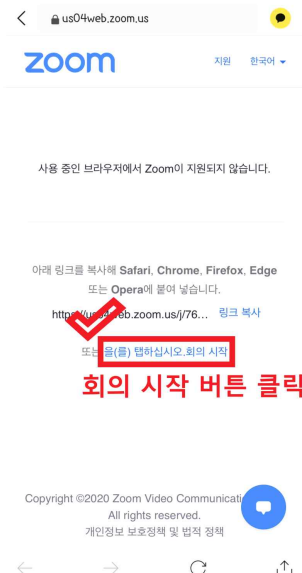 us04web.zoom.us
zoom
지원 한국어
사용 중인 브라우저에서 Zoom이 지원되지 않습니다.
아래 링크를 복사해 Safari, Chrome, Firefox, Edge
또는 Opera에 붙여 넣습니다.
https://us04web.zoom.us/j/76... 링크 복사
또는 을(를) 탭하십시오.회의 시작
회의 시작 버튼 클릭
Copyright ©2020 Zoom Video
All rights reserved.
개인정보 보호정책 및 법적 정책